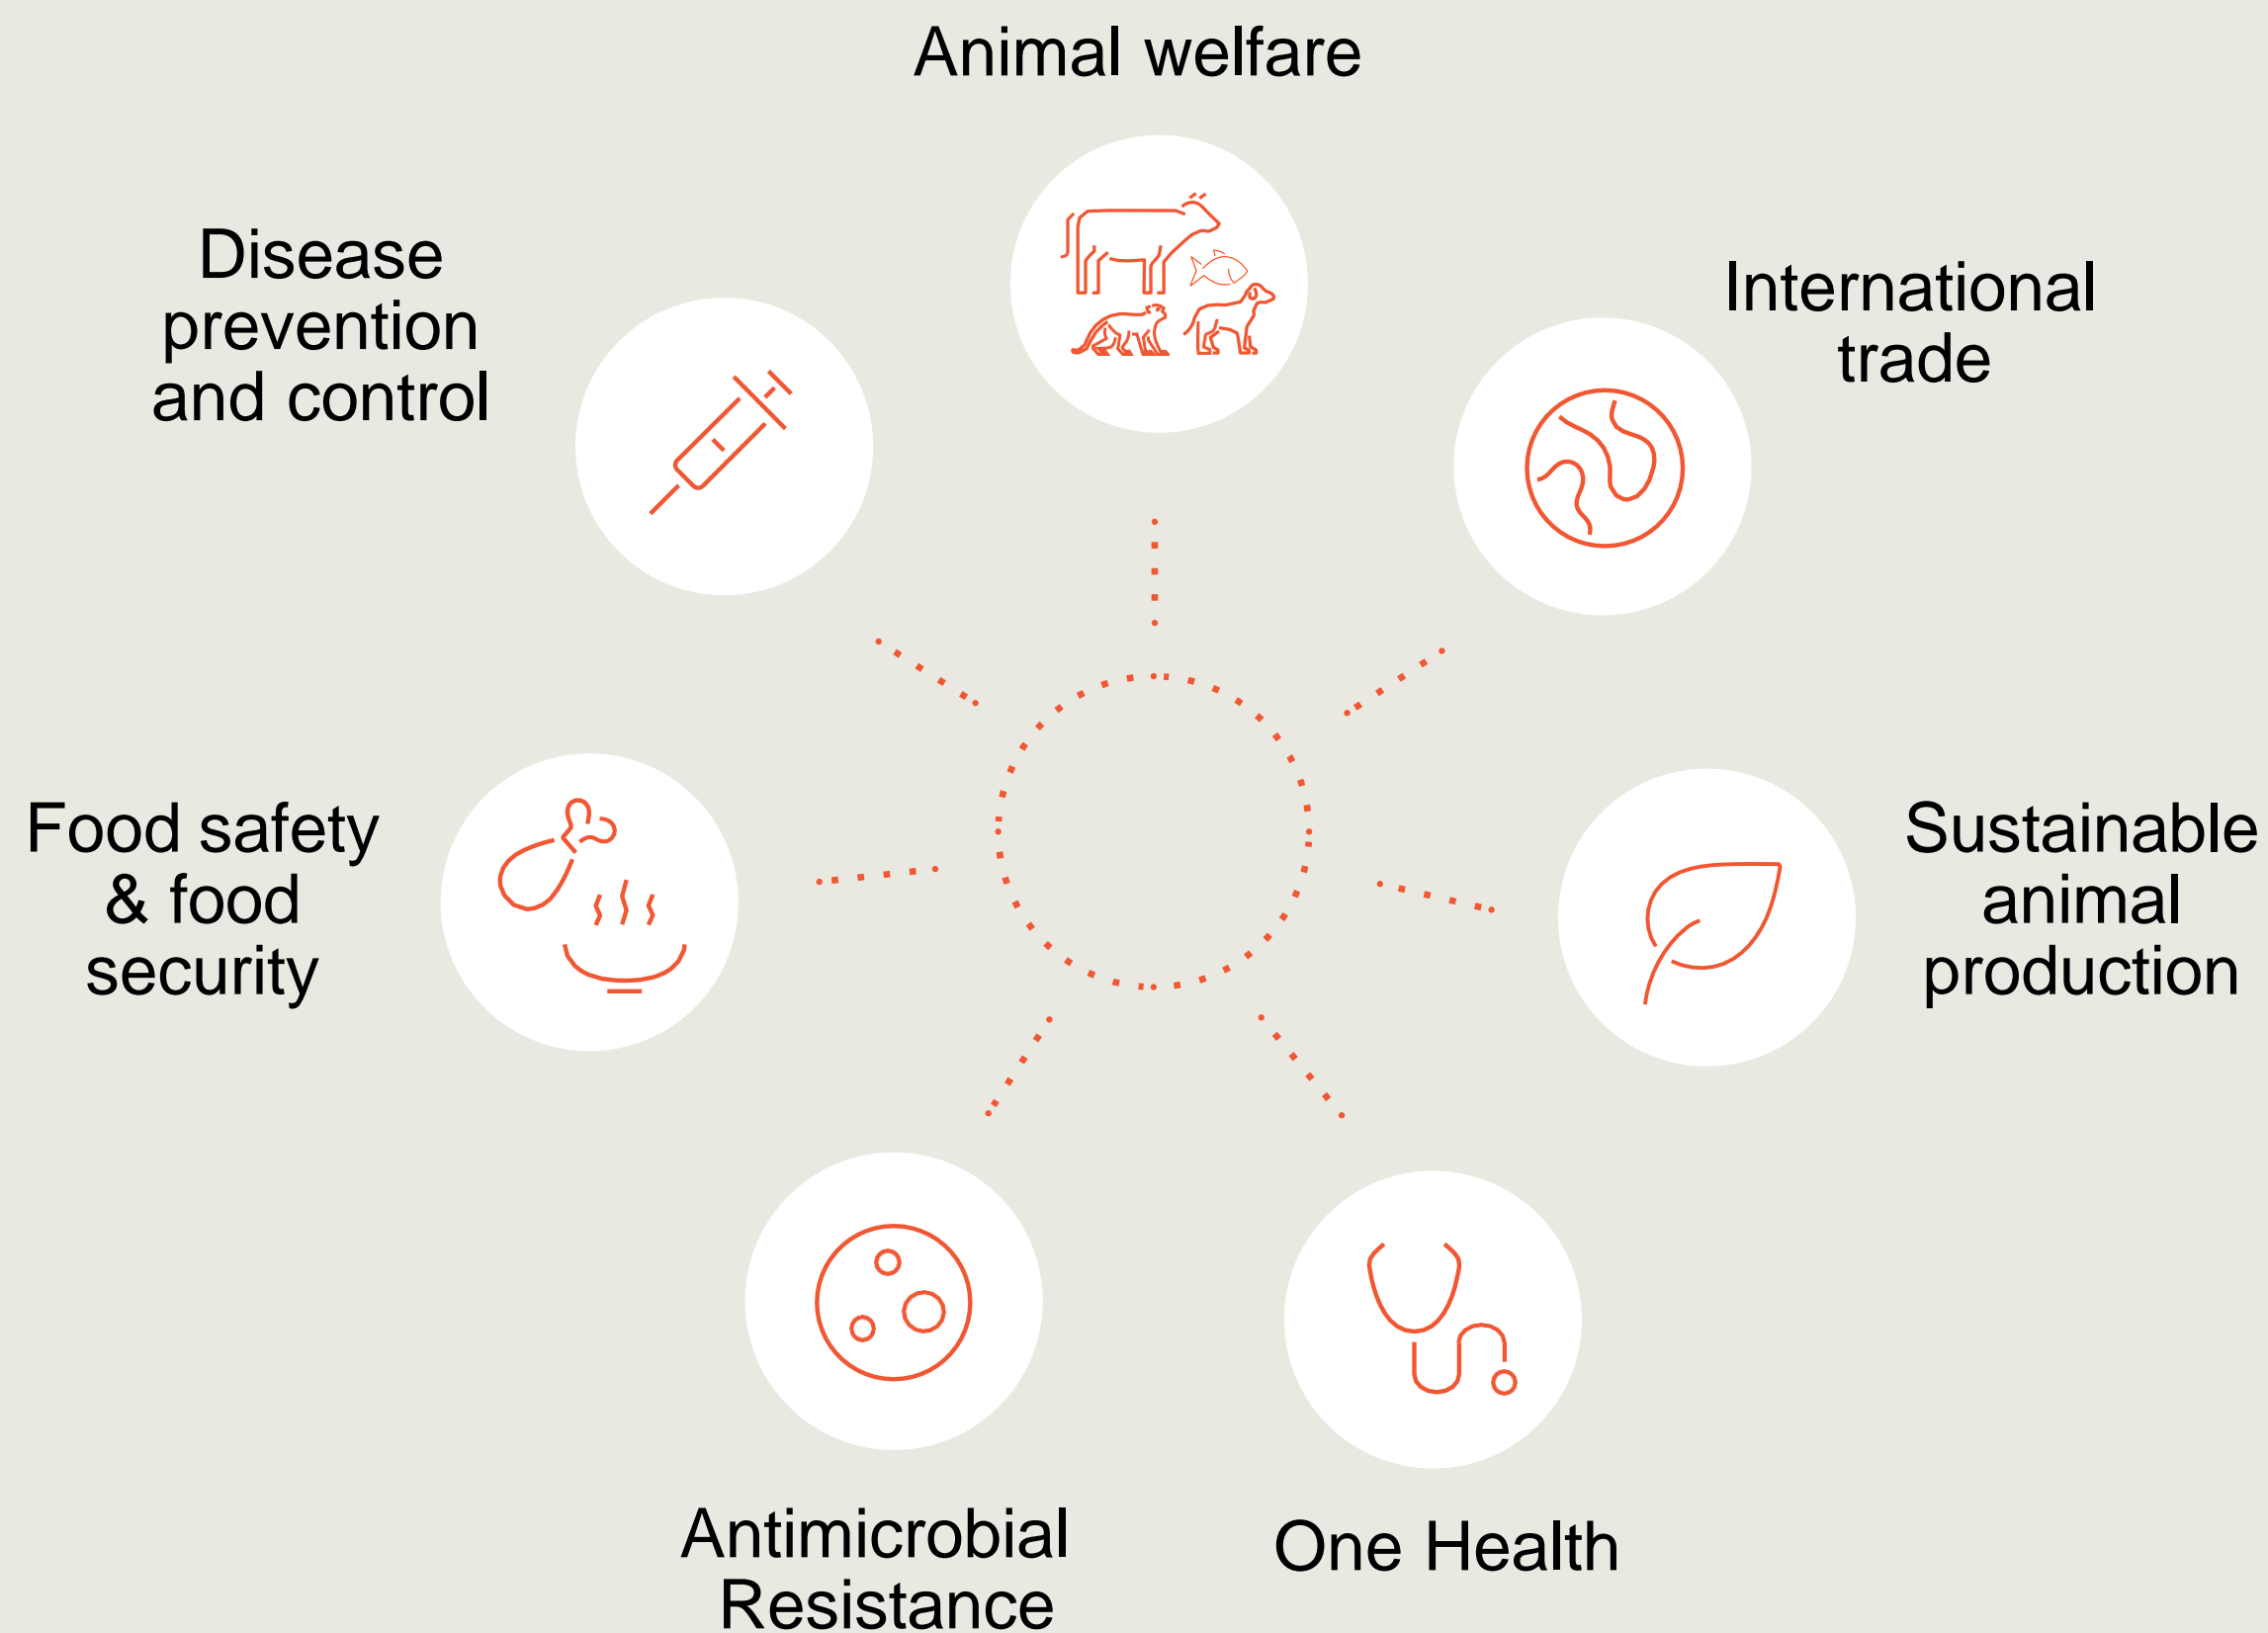 Animal welfare
Disease
prevention
and control
International
trade
Food safety
& food
security
Sustainable
animal
production
Antimicrobial
Resistance
One Health